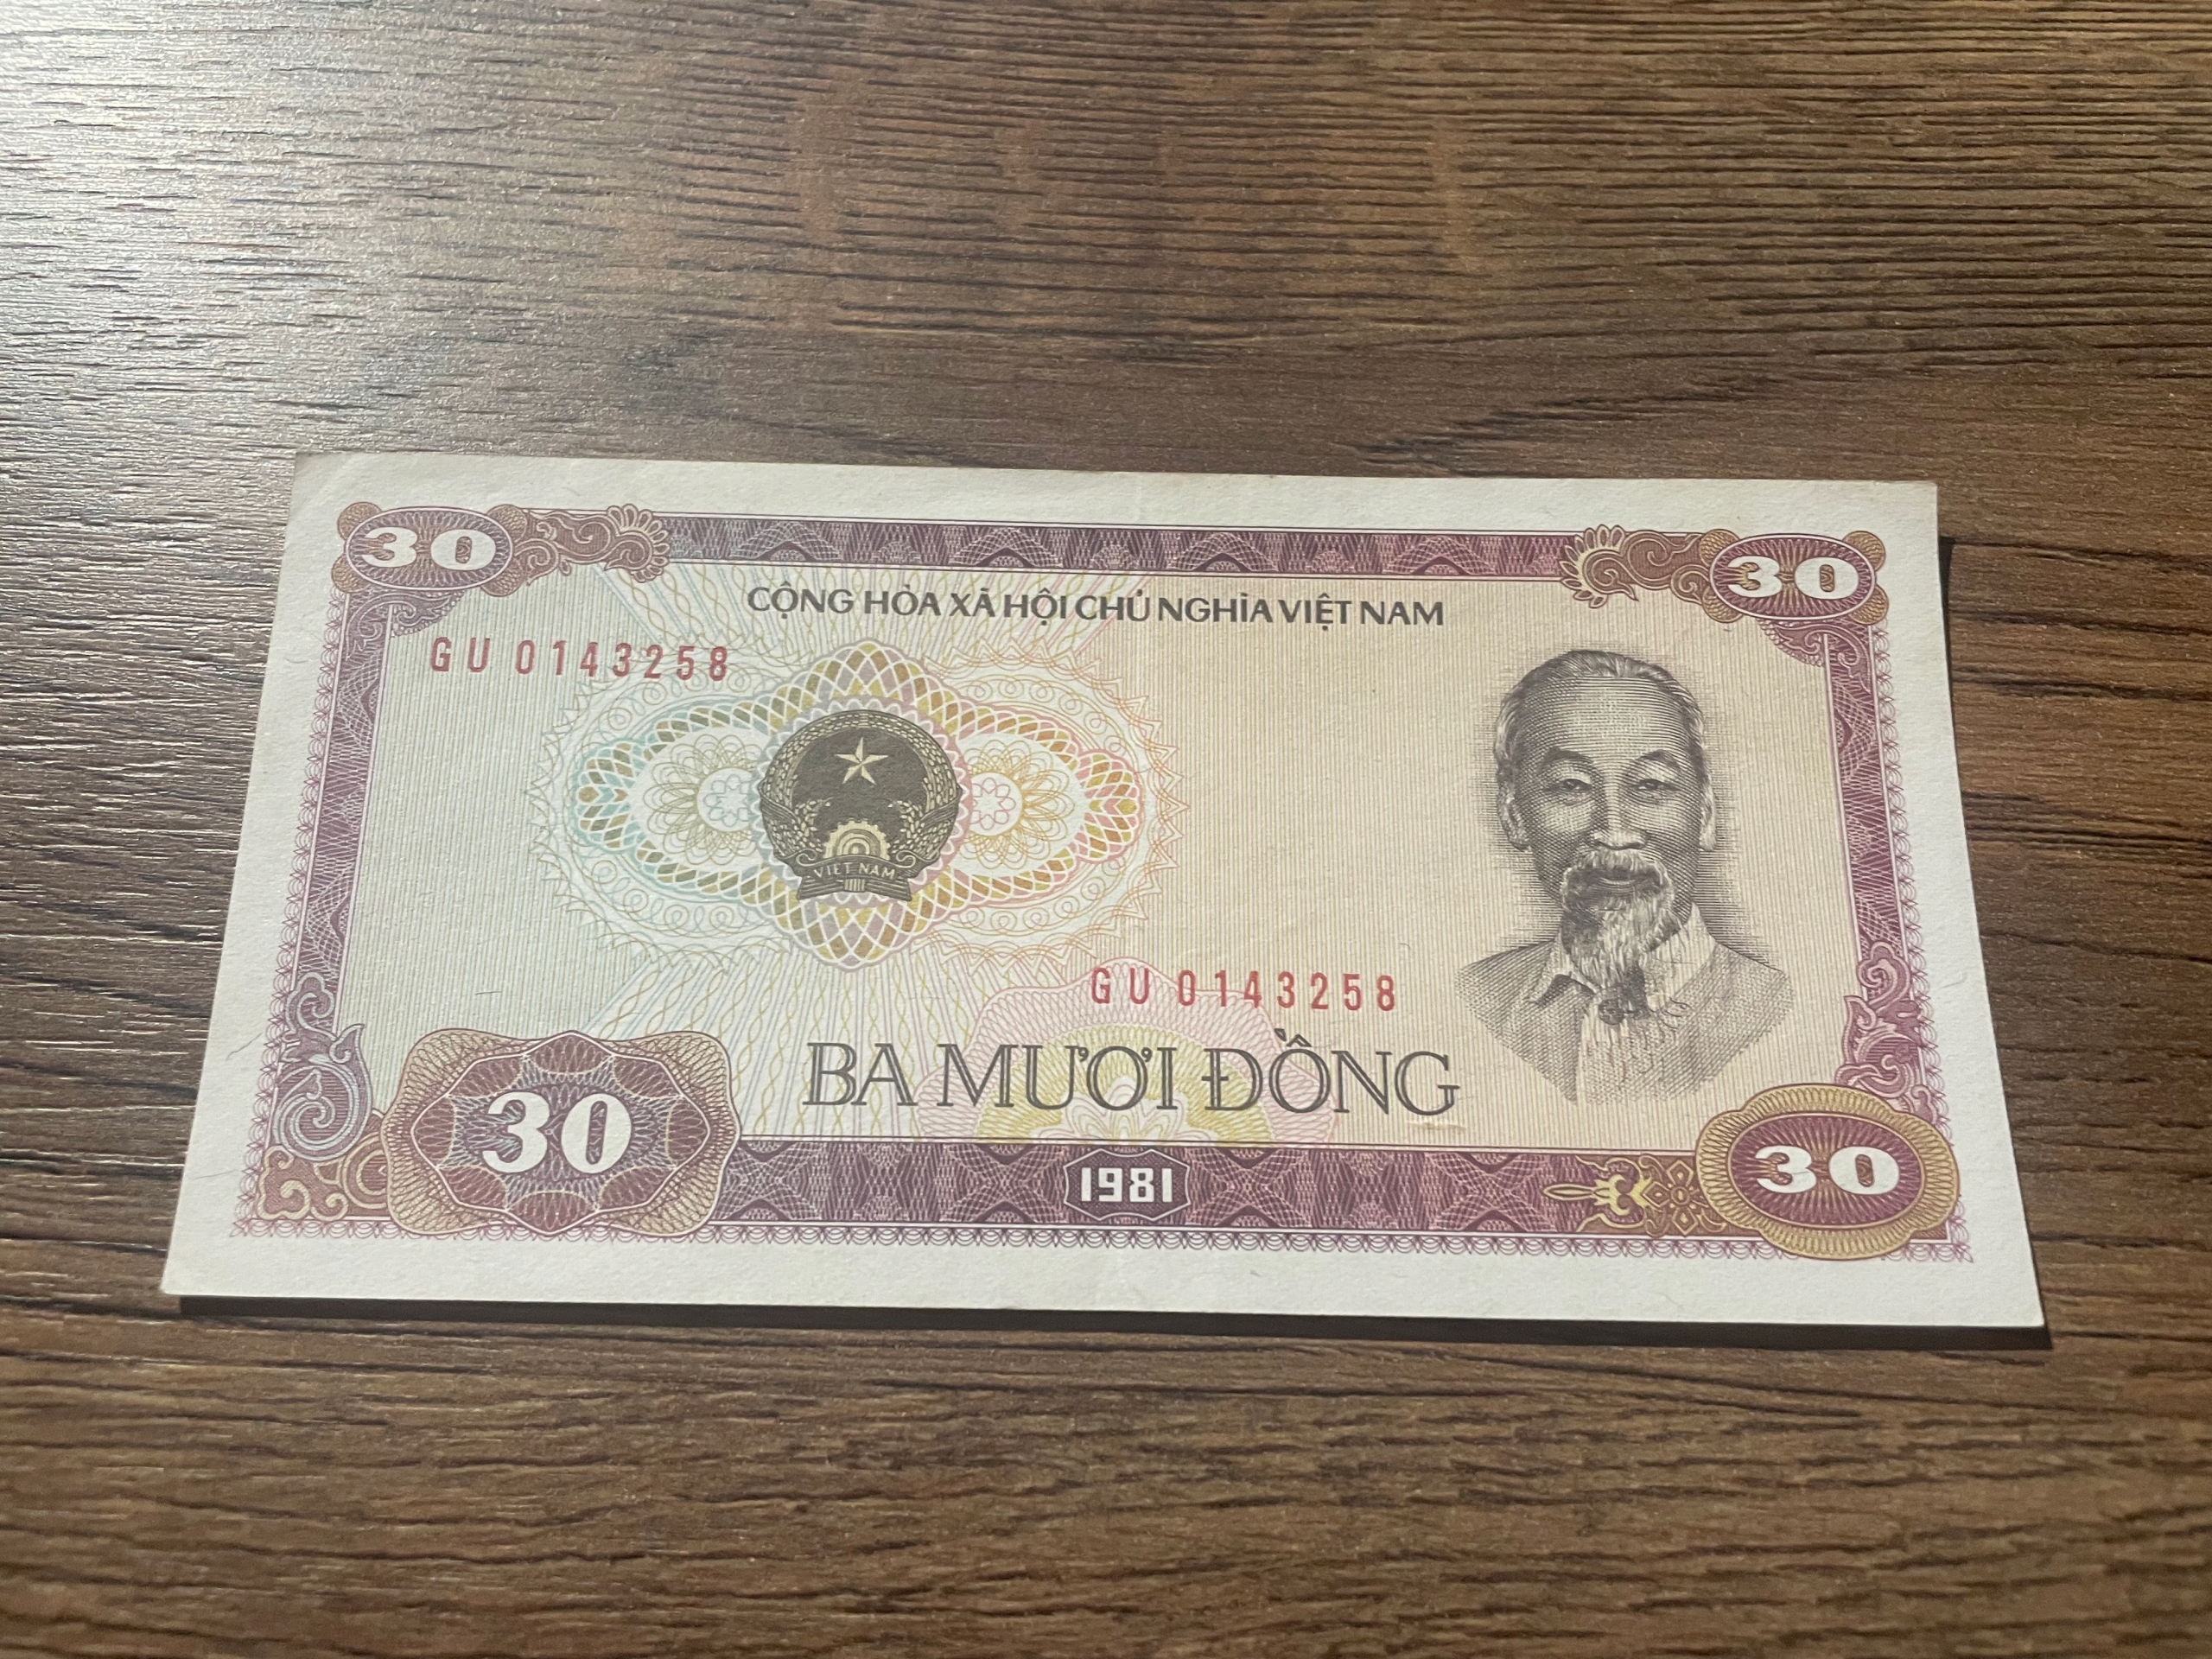 30
30
CỘNG HÒA XÃ HỘI CHỦ NGHĨA VIỆT NAM
GU 0143258
VIỆT NAM
GU 0143258
BA MƯƠI ĐỒNG
30
1981
30